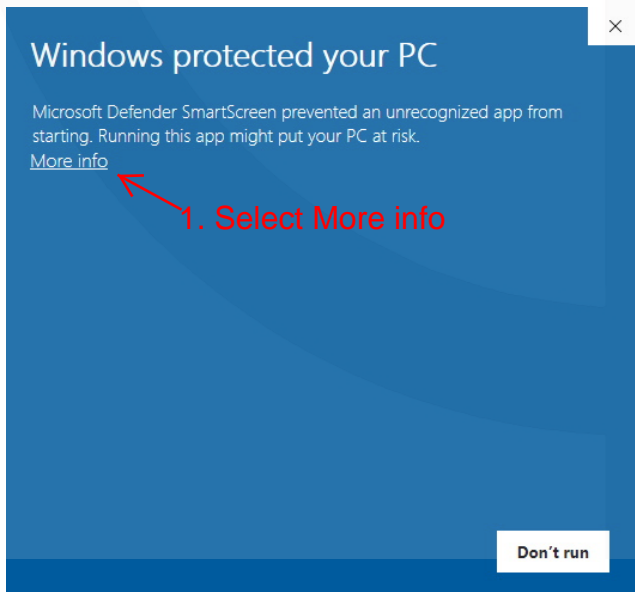 Windows protected your PC
Microsoft Defender SmartScreen prevented an unrecognized app from
starting. Running this app might put your PC at risk.
More info
1. Select More info
Don’t run